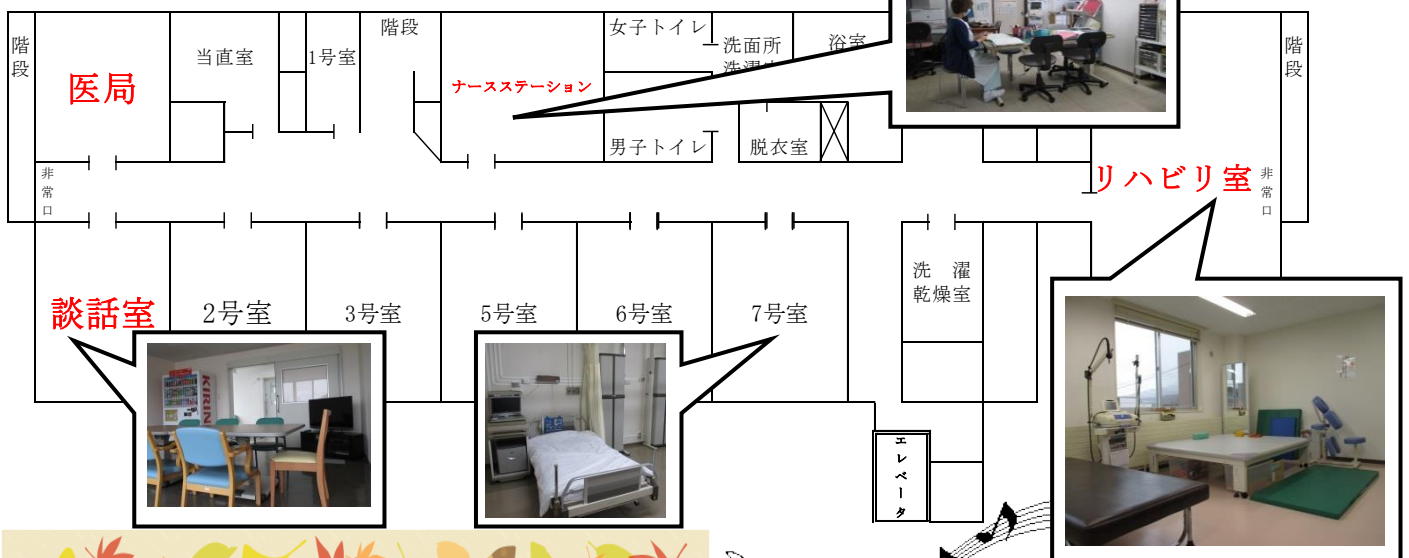 階段
医局
当直室
1号室
階段
ナースステーション
女子トイレ
男子トイレ
洗面所
浴室
脱衣室
階段
非常口
リハビリ室
非常口
談話室
2号室
3号室
5号室
6号室
7号室
洗 濯
乾燥室
エレベータ
KIRIN